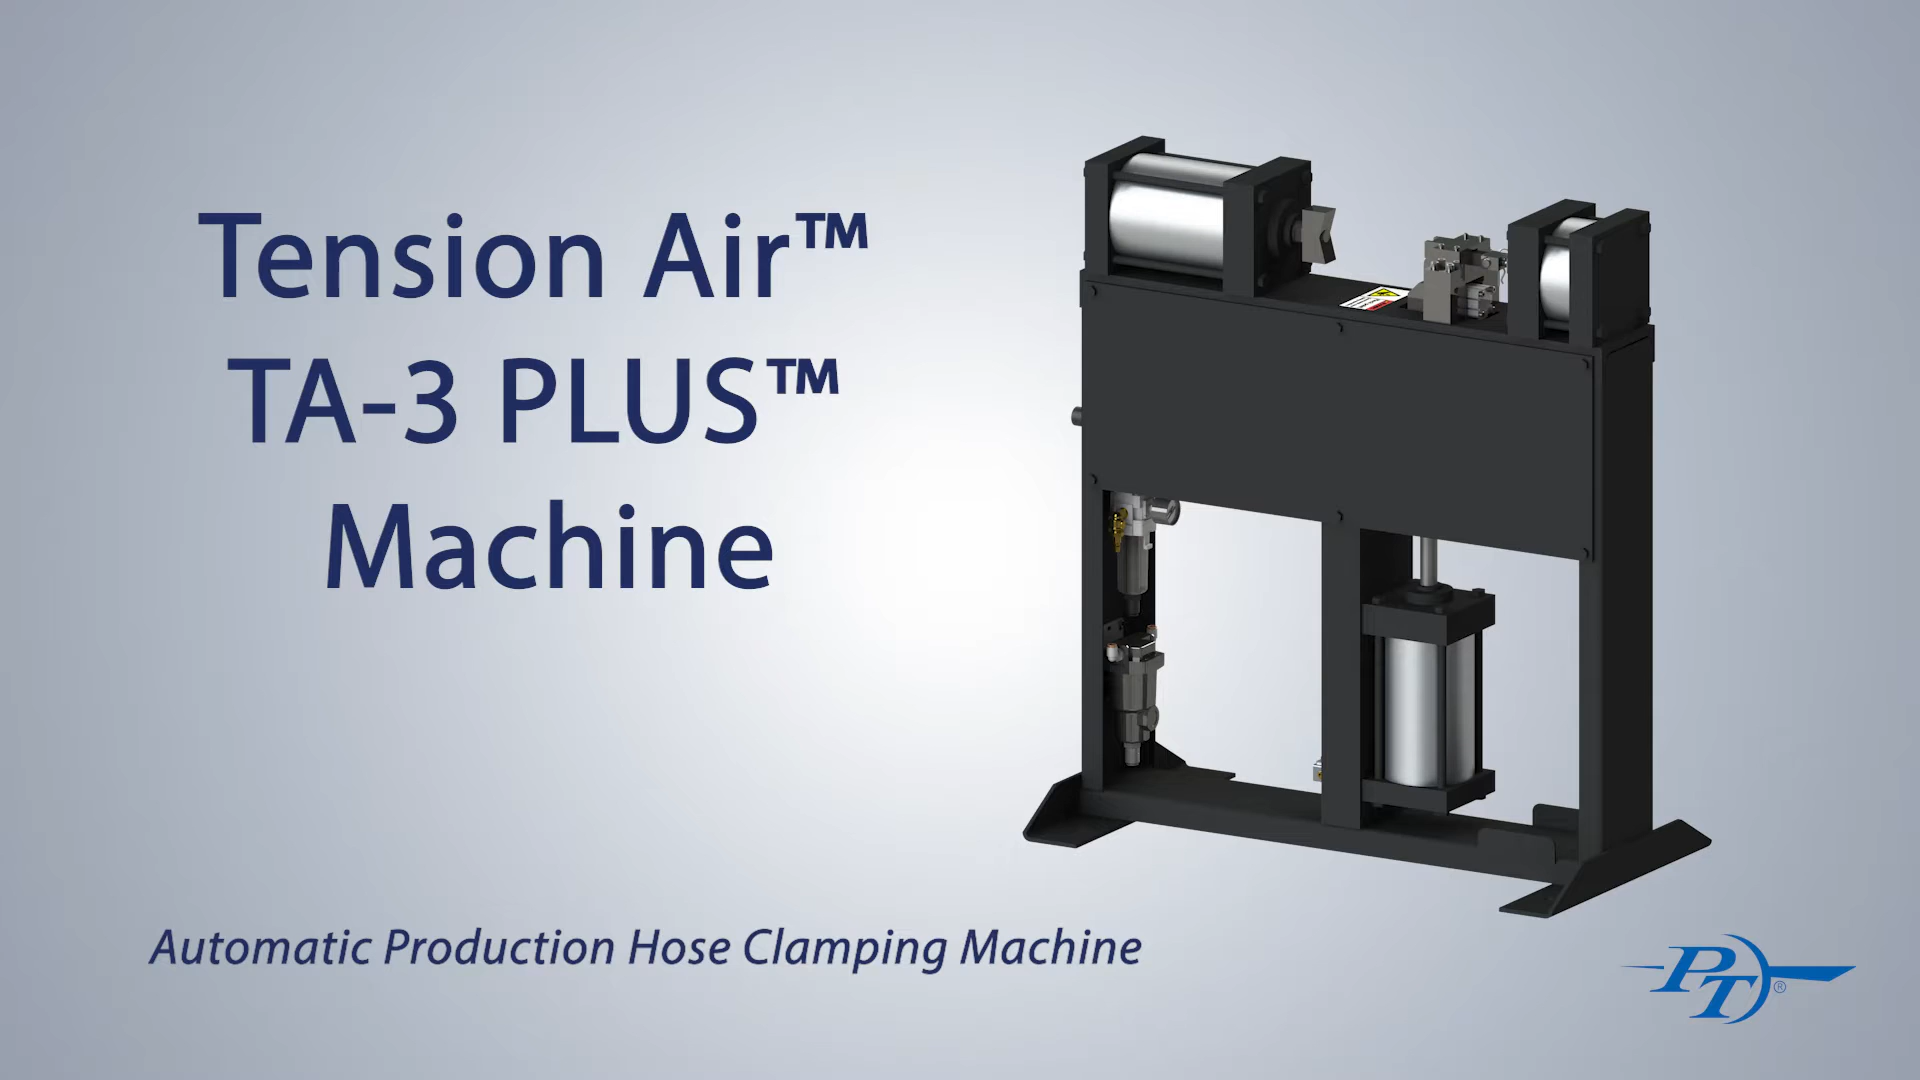 Tension Air™
TA-3 PLUS™
Machine
Automatic Production Hose Clamping Machine
PT®